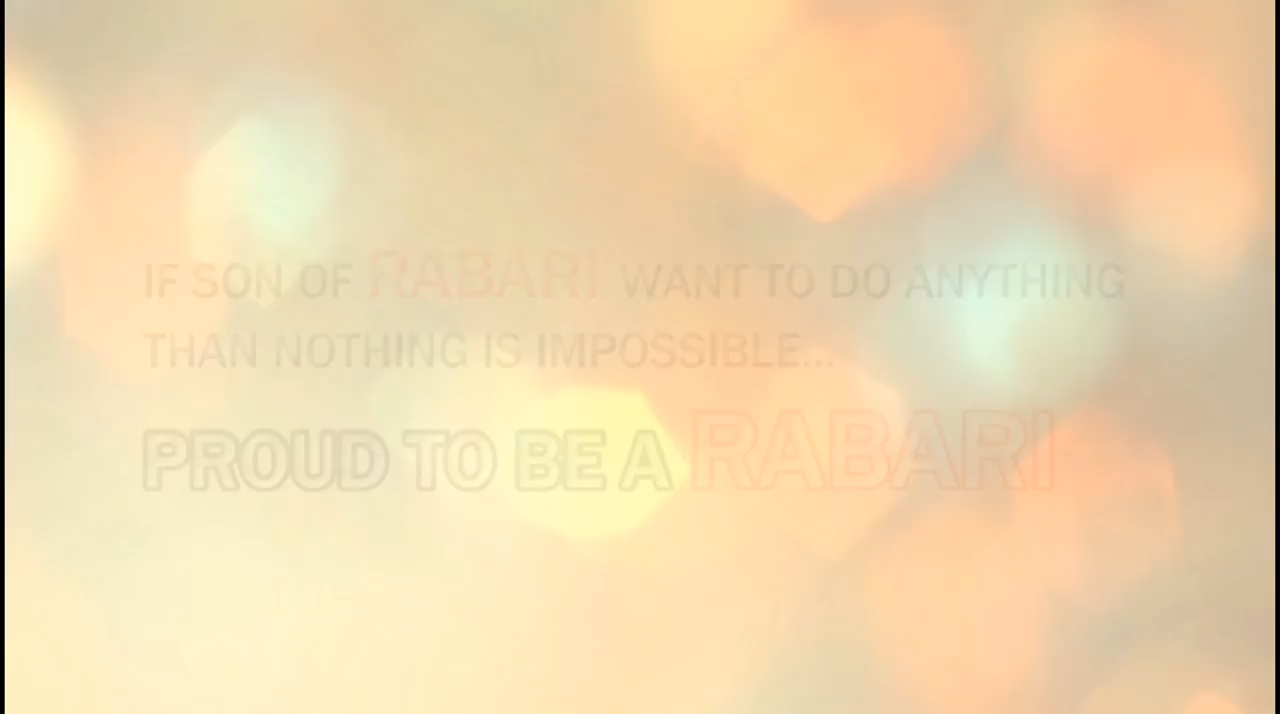 IF SON OF RABARI WANT TO DO ANYTHING
THAN NOTHING IS IMPOSSIBLE...
PROUD TO BE A RABARI